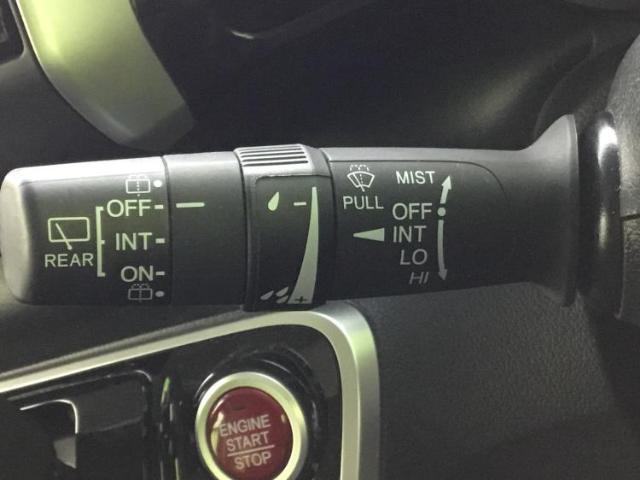 OFF
INT
ON
REAR
-
+
PULL
MIST
OFF
INT
LO
HI
ENGINE
START
STOP